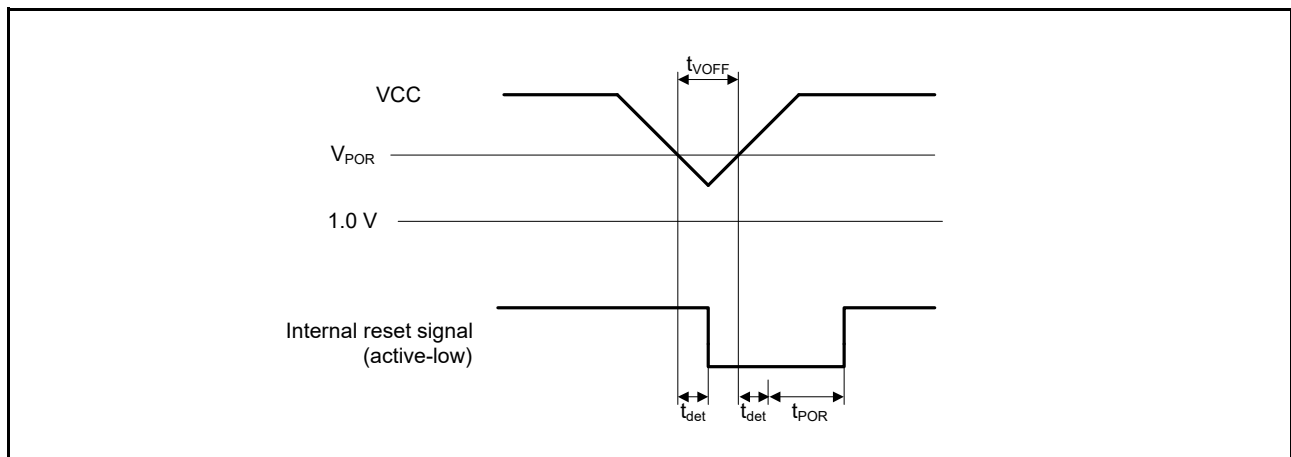 tVOFF
VCC
VPOR
1.0 V
Internal reset signal
(active-low)
tdet
tdet
tPOR